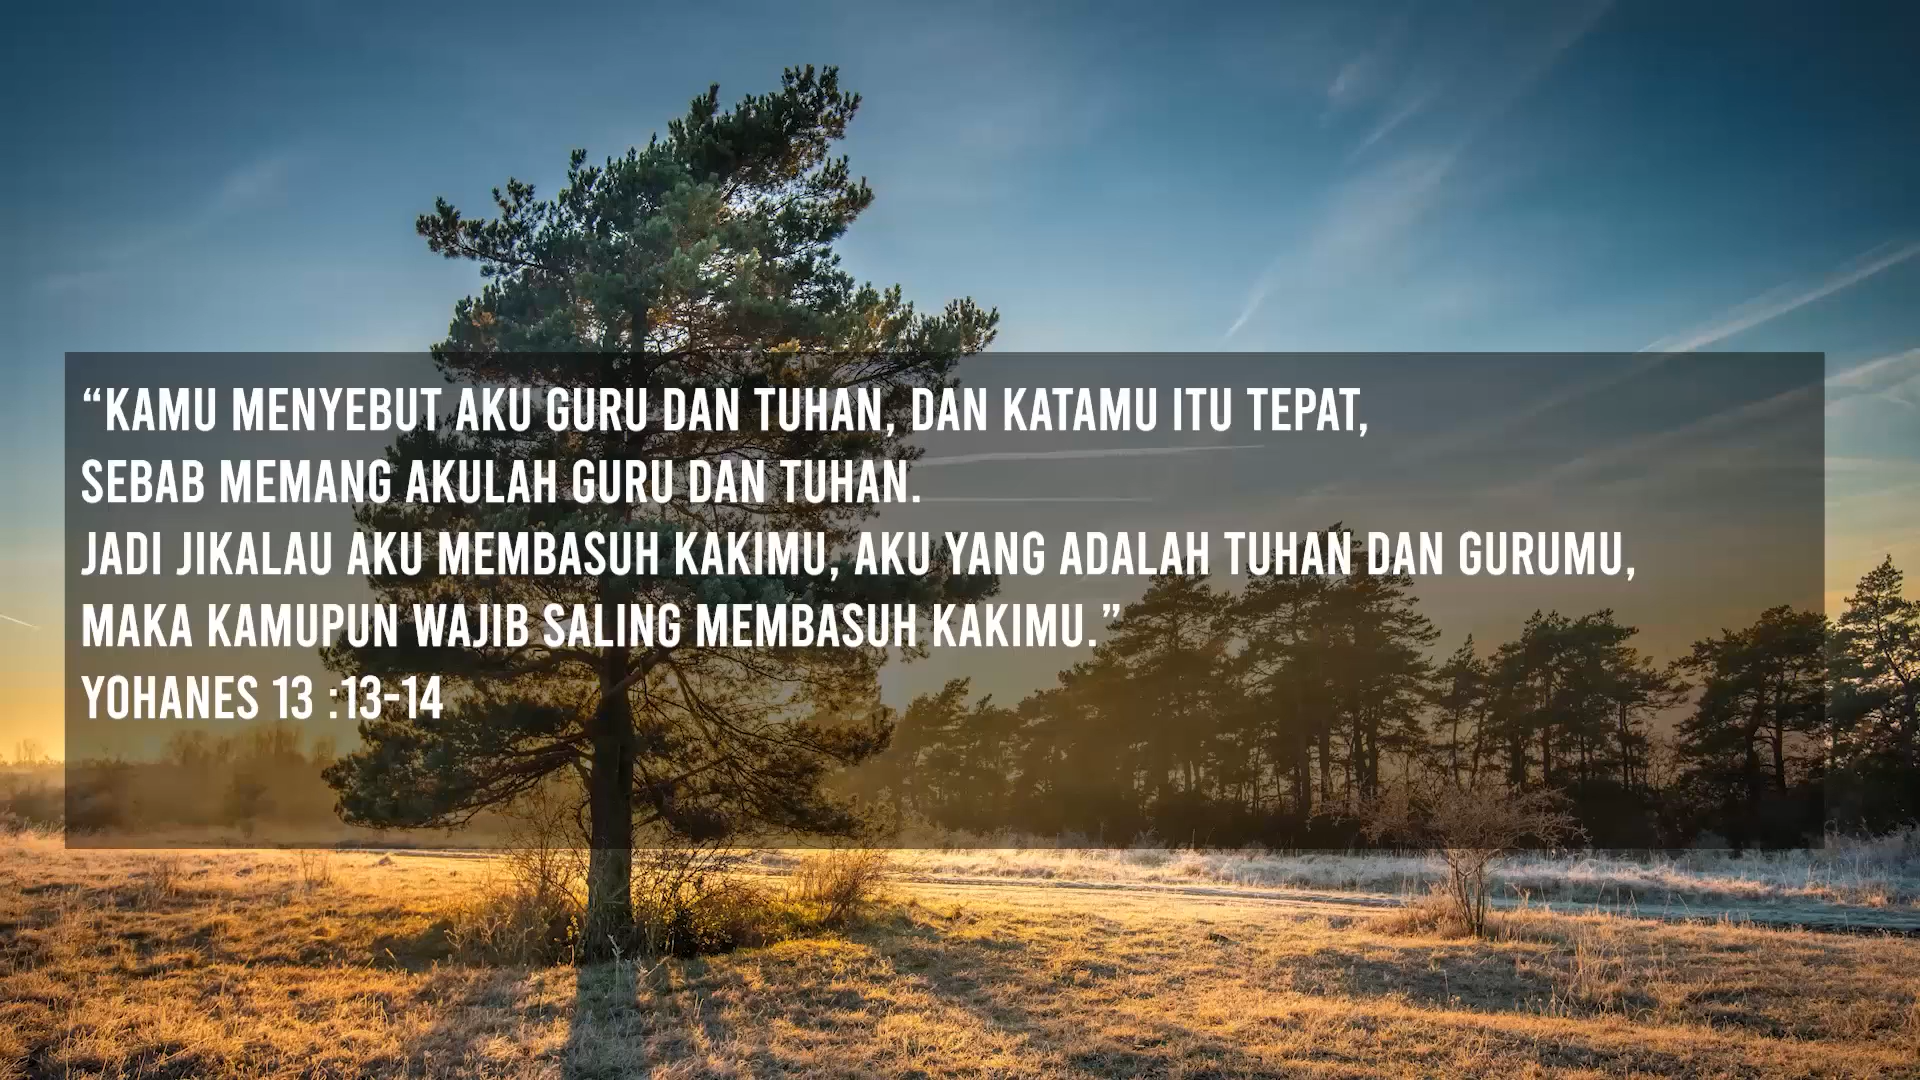 “KAMU MENYEBUT AKU GURU DAN TUHAN, DAN KATAMU ITU TEPAT,
SEBAB MEMANG AKULAH GURU DAN TUHAN.
JADI JIKALAU AKU MEMBASUH KAKIMU, AKU YANG ADALAH TUHAN DAN GURUMU,
MAKA KAMUPUN WAJIB SALING MEMBASUH KAKIMU.”
YOHANES 13 :13-14